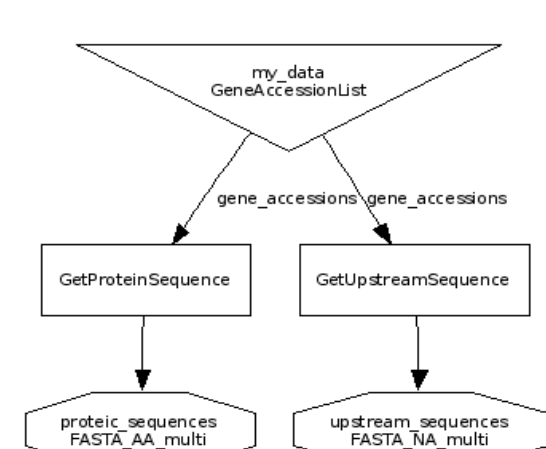 my_data
GeneAccessionList
gene_accessions gene_accessions
GetProteinSequence GetUpstreamSequence
proteic_sequences upstream_sequences
FASTA_AA_multi FASTA_NA_multi